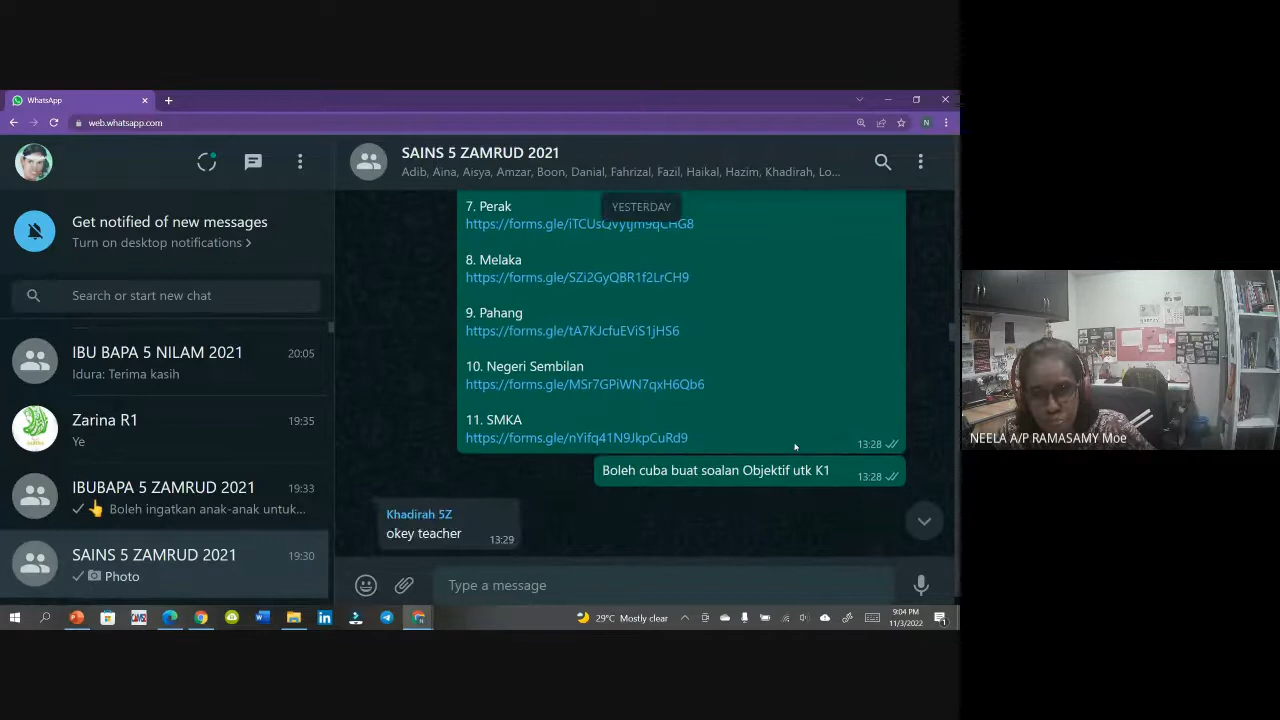 WhatsApp
web.whatsapp.com
Get notified of new messages
Turn on desktop notifications >
Search or start new chat
IBU BAPA 5 NILAM 2021 20:05
Idura: Terima kasih
Zarina R1 19:35
Ye
IBUBAPA 5 ZAMRUD 2021 19:33
Boleh ingatkan anak-anak untuk...
SAINS 5 ZAMRUD 2021 19:30
Photo
SAINS 5 ZAMRUD 2021
Adib, Aina, Aisya, Amzar, Boon, Danial, Fahrizal, Fazil, Haikal, Hazim, Khadirah, Lo...
YESTERDAY
7. Perak
8. Melaka
https://forms.gle/SZi2GyQBR1f2LrCH9
9. Pahang
https://forms.gle/tA7KJcfuEViS1jHS6
10. Negeri Sembilan
https://forms.gle/MSr7GPiWN7qxH6Qb6
11. SMKA
https://forms.gle/nYifq41N9JkpCuRd9
13:28
Boleh cuba buat soalan Objektif utk K1
13:28
Khadirah 5Z
okey teacher
13:29
Type a message
29°C Mostly clear
9:04 PM
11/3/2022
NEELA A/P RAMASAMY Moe